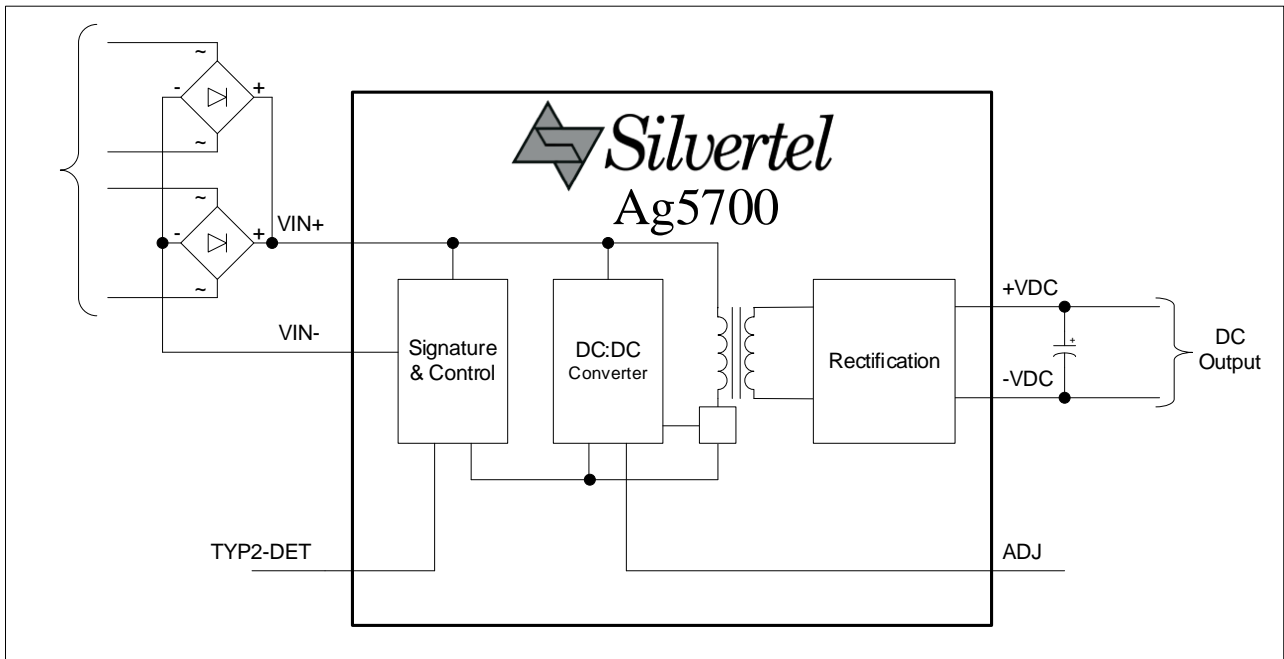 ~
- +
~
~
- +
~
VIN+
VIN-
Silvertel
Ag5700
Signature
& Control
DC:DC
Converter
Rectification
+VDC
+
-VDC
DC
Output
TYP2-DET
ADJ